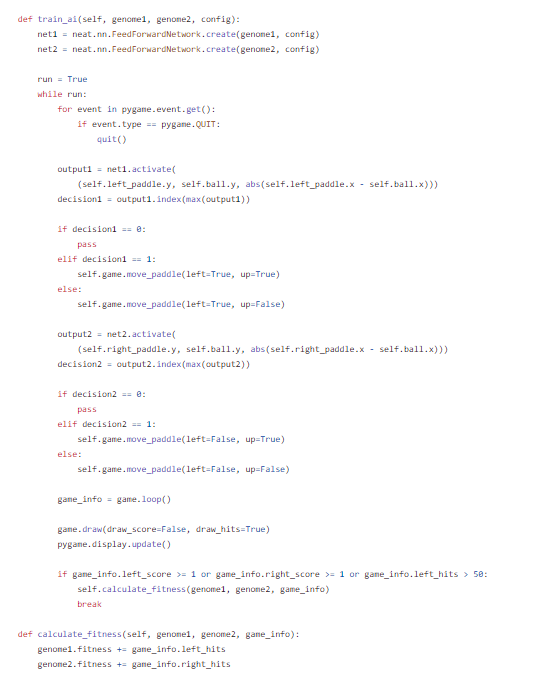 def train_ai(self, genome1, genome2, config):
    net1 = neat.nn.FeedForwardNetwork.create(genome1, config)
    net2 = neat.nn.FeedForwardNetwork.create(genome2, config)

    run = True
    while run:
        for event in pygame.event.get():
            if event.type == pygame.QUIT:
                quit()

        output1 = net1.activate(
            (self.left_paddle.y, self.ball.y, abs(self.left_paddle.x - self.ball.x)))
        decision1 = output1.index(max(output1))

        if decision1 == 0:
            pass
        elif decision1 == 1:
            self.game.move_paddle(left=True, up=True)
        else:
            self.game.move_paddle(left=True, up=False)

        output2 = net2.activate(
            (self.right_paddle.y, self.ball.y, abs(self.right_paddle.x - self.ball.x)))
        decision2 = output2.index(max(output2))

        if decision2 == 0:
            pass
        elif decision2 == 1:
            self.game.move_paddle(left=False, up=True)
        else:
            self.game.move_paddle(left=False, up=False)

        game_info = game.loop()

        game.draw(draw_score=False, draw_hits=True)
        pygame.display.update()

        if game_info.left_score >= 1 or game_info.right_score >= 1 or game_info.left_hits > 50:
            self.calculate_fitness(genome1, genome2, game_info)
            break

def calculate_fitness(self, genome1, genome2, game_info):
    genome1.fitness += game_info.left_hits
    genome2.fitness += game_info.right_hits